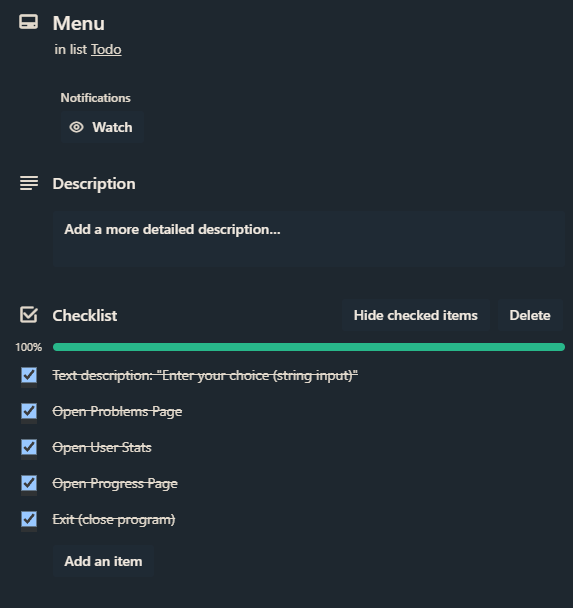 Menu
in list Todo
Notifications
Watch
Description
Add a more detailed description...
Checklist
Hide checked items
Delete
100%
Text description: "Enter your choice (string input)"
Open Problems Page
Open User Stats
Open Progress Page
Exit (close program)
Add an item